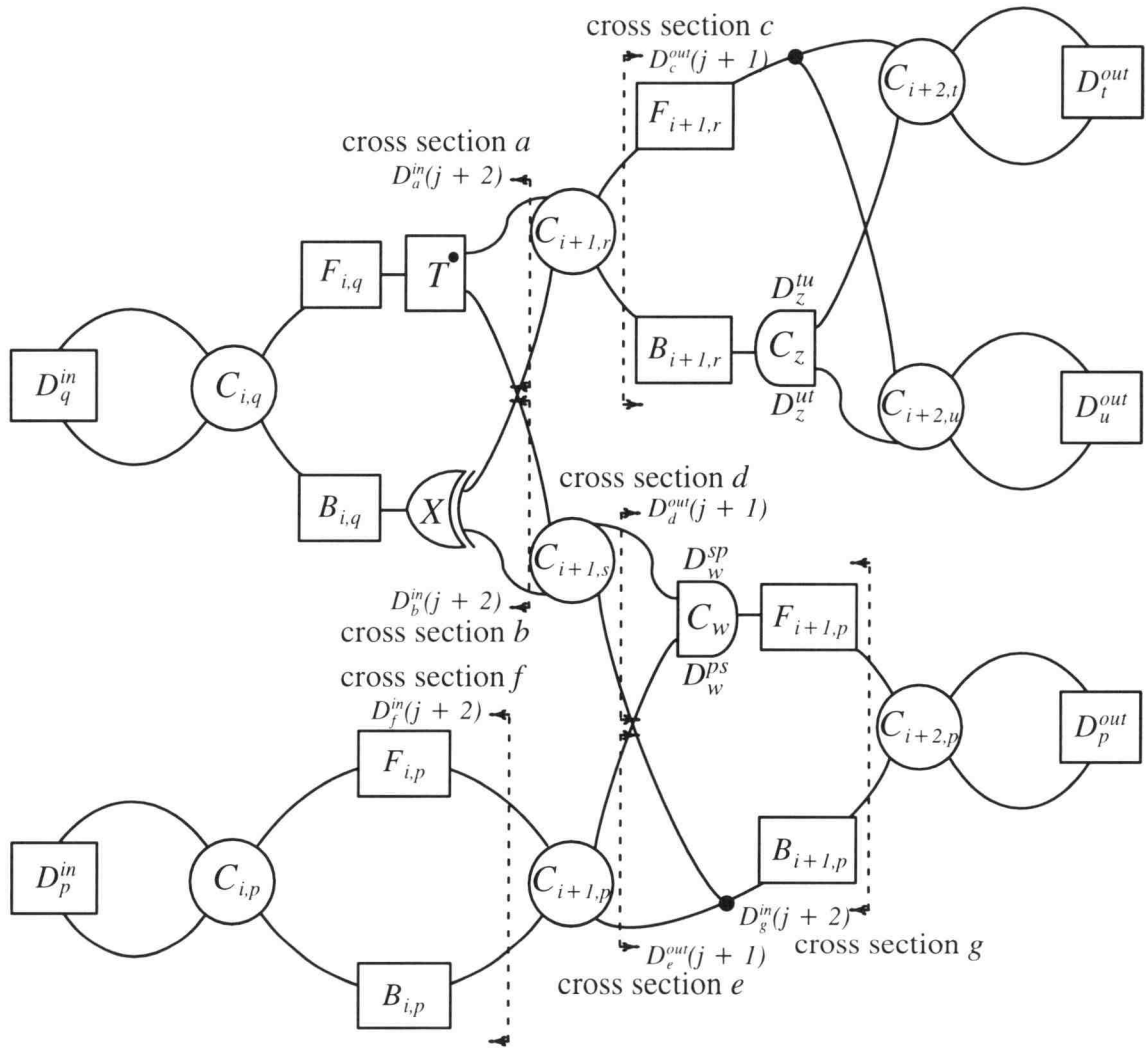 cross section c
D_c^{out}(j + 1)
C_{i+2,t}
D_t^{out}
F_{i+1,r}
cross section a
D_a^{in}(j + 2)
C_{i+1,r}
F_{i,q}
T
D_z^{tu}
B_{i+1,r}
C_z
D_z^{ut}
D_q^{in}
C_{i,q}
C_{i+2,u}
D_u^{out}
B_{i,q}
X
cross section d
D_d^{out}(j + 1)
C_{i+1,s}
D_w^{sp}
D_b^{in}(j + 2)
cross section b
C_w
F_{i+1,p}
D_w^{ps}
cross section f
D_f^{in}(j + 2)
C_{i+2,p}
D_p^{out}
F_{i,p}
D_p^{in}
C_{i,p}
C_{i+1,p}
B_{i+1,p}
D_g^{in}(j + 2)
cross section g
D_e^{out}(j + 1)
cross section e
B_{i,p}